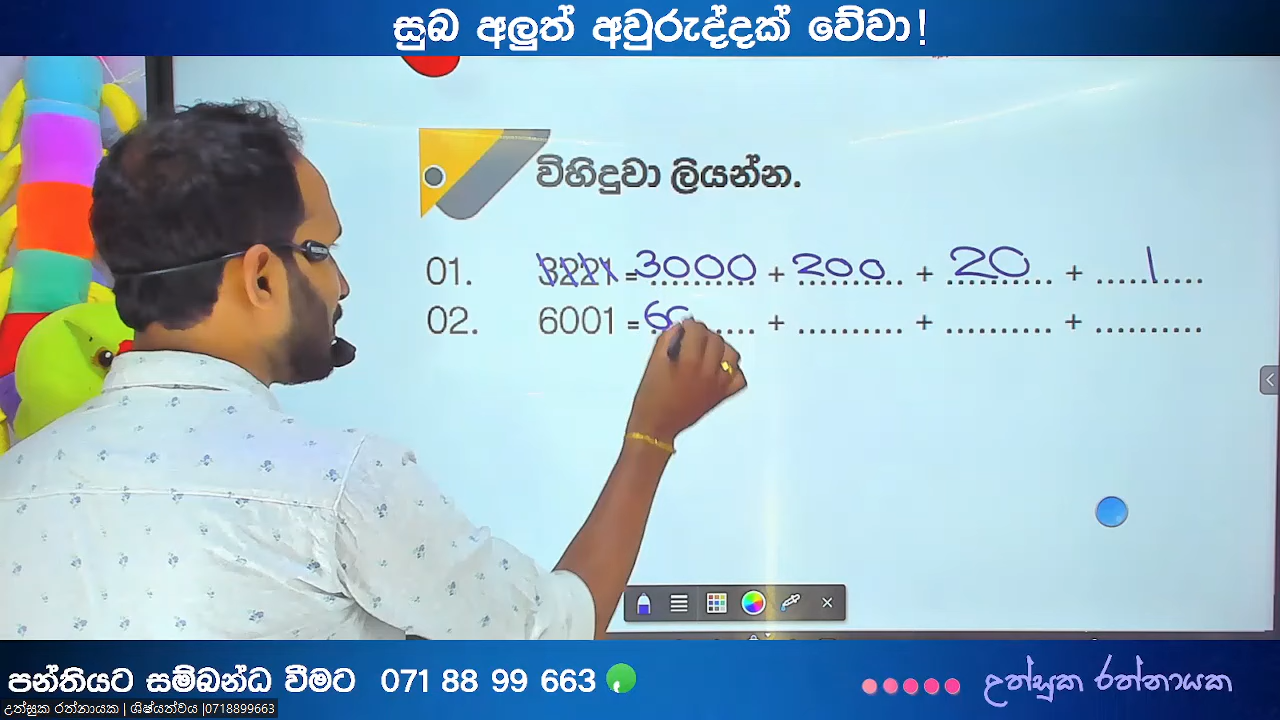 සුබ අලුත් අවුරුද්දක් වේවා!
විහිදුවා ලියන්න.
01. 3221 = 3000 + 200 + 20 + 1
02. 6001 = 60 ...... + .......... + .......... + ..........
පන්තියට සම්බන්ධ වීමට 071 88 99 663
උත්සුක රත්නායක
උත්සුක රත්නායක | ශිෂ්යත්වය |0718899663